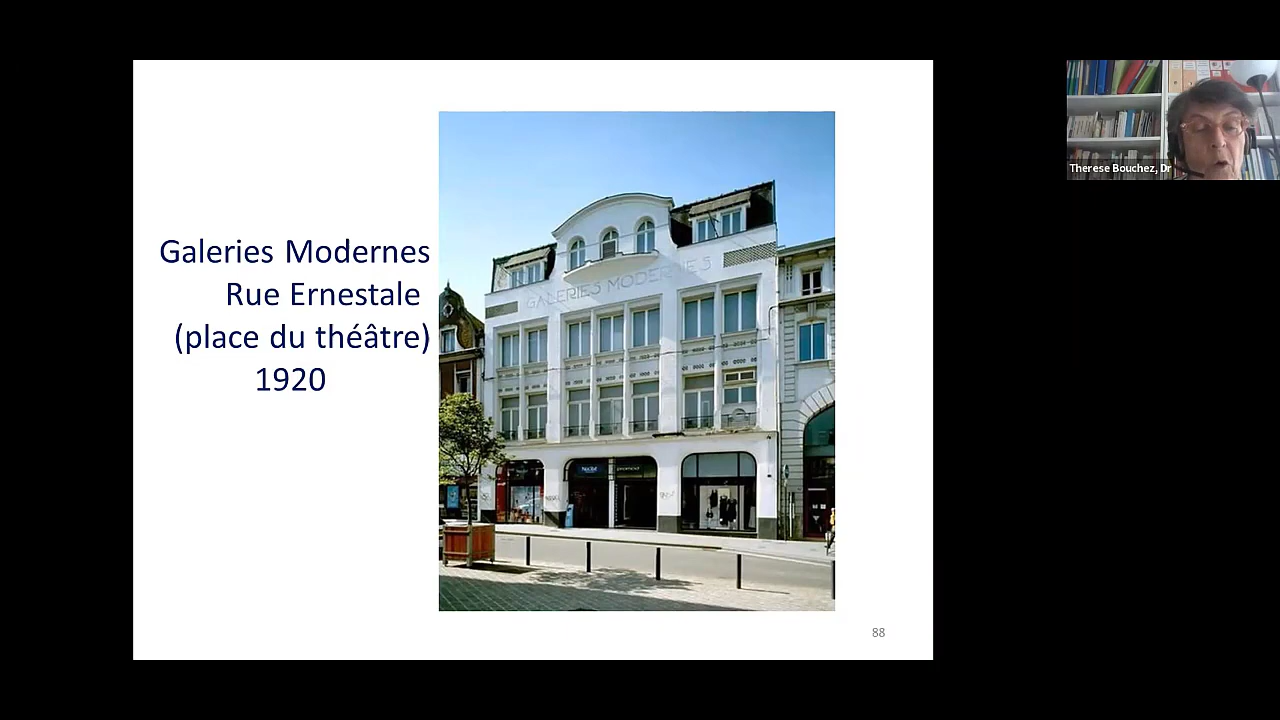 Galeries Modernes
Rue Ernestale
(place du théâtre)
1920
GALERIES MODERNES
88
Therese Bouchez, Dr